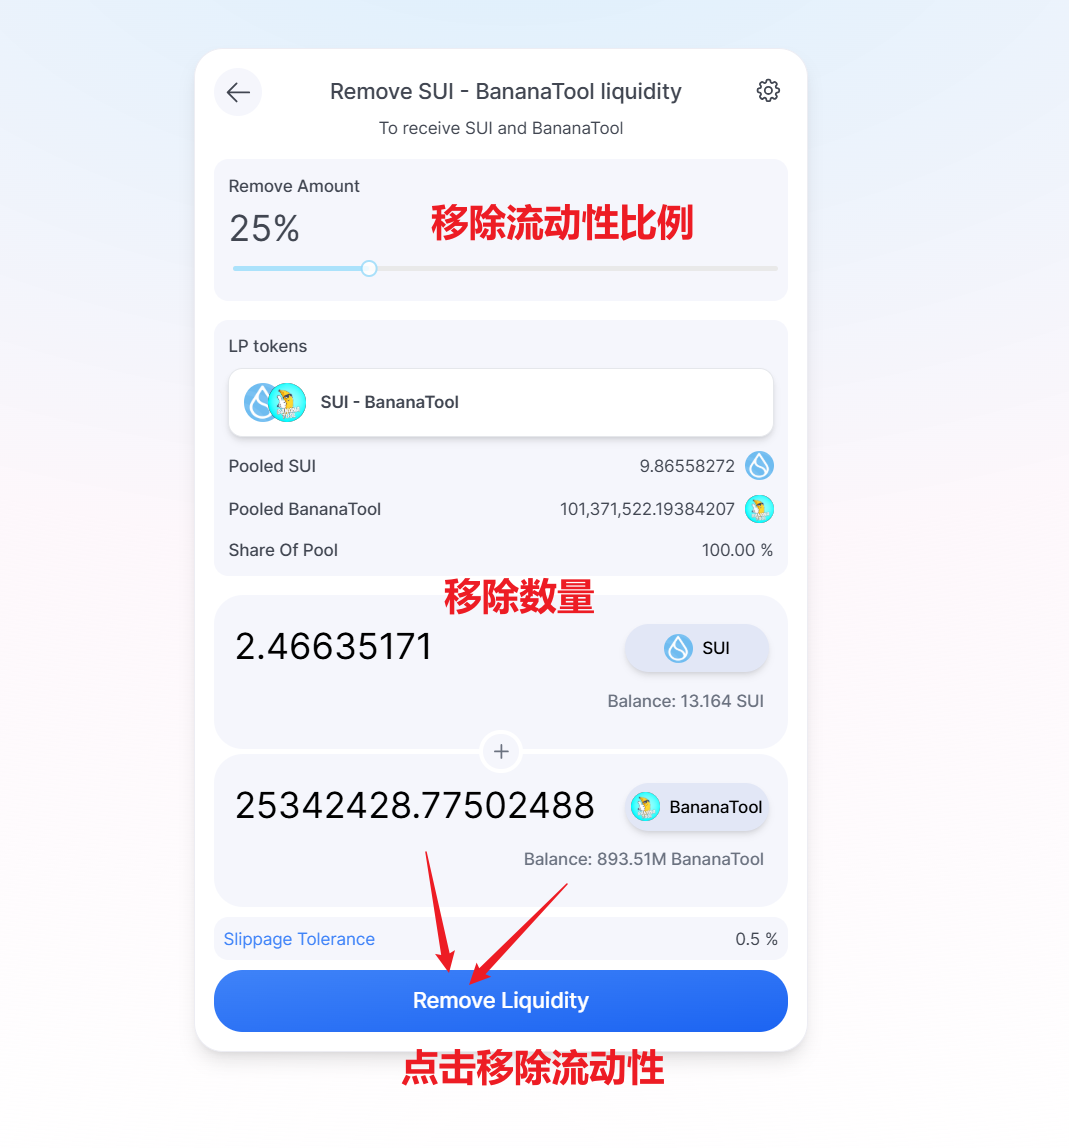 Remove SUI - BananaTool liquidity
To receive SUI and BananaTool
Remove Amount
25%
移除流动性比例
LP tokens
SUI - BananaTool
Pooled SUI 9.86558272
Pooled BananaTool 101,371,522.19384207
Share Of Pool 100.00 %
移除数量
2.46635171 SUI
Balance: 13.164 SUI
+
25342428.77502488 BananaTool
Balance: 893.51M BananaTool
Slippage Tolerance 0.5 %
Remove Liquidity
点击移除流动性